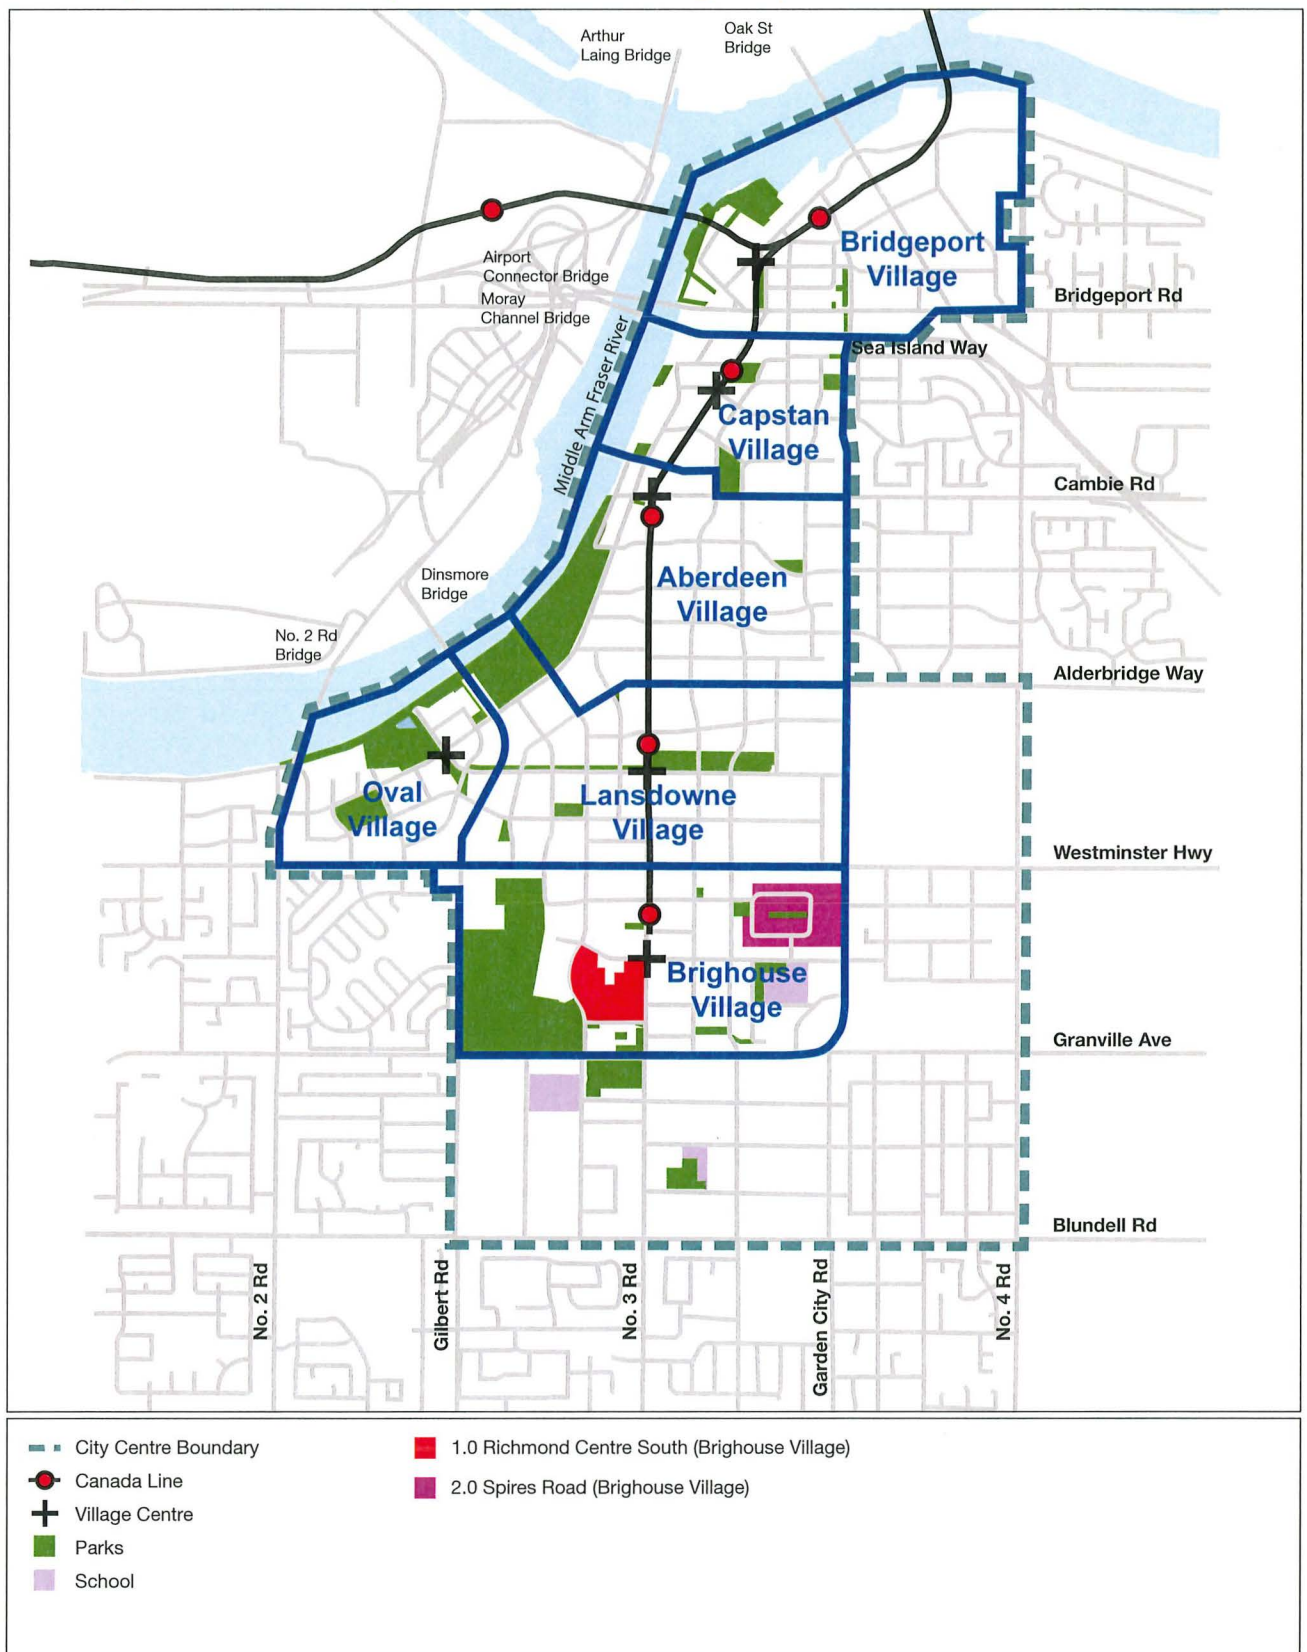 Arthur
Laing Bridge
Oak St
Bridge
Airport
Connector Bridge
Moray
Channel Bridge
Bridgeport
Village
Bridgeport Rd
Sea Island Way
Middle Arm Fraser River
Capstan
Village
Cambie Rd
Dinsmore
Bridge
Aberdeen
Village
No. 2 Rd
Bridge
Alderbridge Way
Oval
Village
Lansdowne
Village
Westminster Hwy
Brighouse
Village
Granville Ave
Blundell Rd
No. 2 Rd
Gilbert Rd
No. 3 Rd
Garden City Rd
No. 4 Rd
City Centre Boundary
Canada Line
Village Centre
Parks
School
1.0 Richmond Centre South (Brighouse Village)
2.0 Spires Road (Brighouse Village)